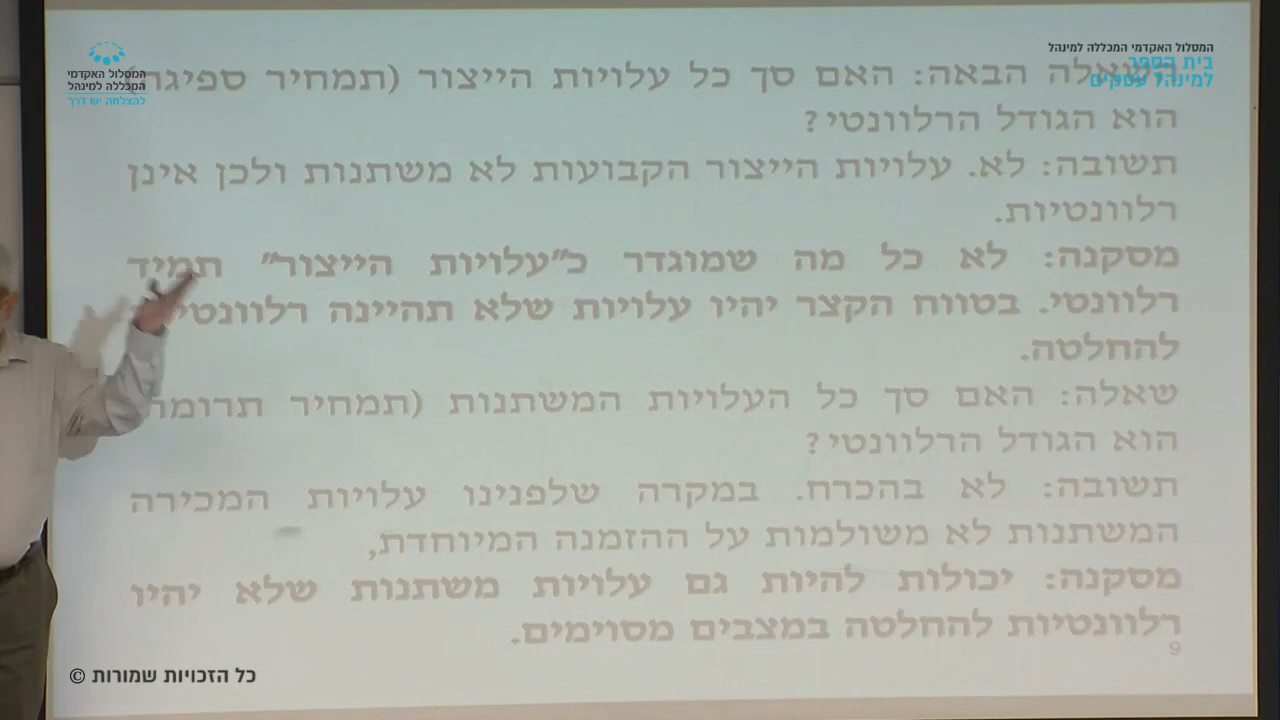 המסלול האקדמי המכללה למינהל
בית הספר
למינהל עסקים
המסלול האקדמי
המכללה למינהל
להצלחה יש דרך
השאלה הבאה: האם סך כל עלויות הייצור (תמחיר ספיגה)
הוא הגודל הרלוונטי?
תשובה: לא. עלויות הייצור הקבועות לא משתנות ולכן אינן
רלוונטיות.
מסקנה: לא כל מה שמוגדר כ"עלויות הייצור" תמיד
רלוונטי. בטווח הקצר יהיו עלויות שלא תהיינה רלוונטי
להחלטה.
שאלה: האם סך כל העלויות המשתנות (תמחיר תרומה
הוא הגודל הרלוונטי?
תשובה: לא בהכרח. במקרה שלפנינו עלויות המכירה
המשתנות לא משולמות על ההזמנה המיוחדת,
מסקנה: יכולות להיות גם עלויות משתנות שלא יהיו
רלוונטיות להחלטה במצבים מסוימים.
9
כל הזכויות שמורות ©